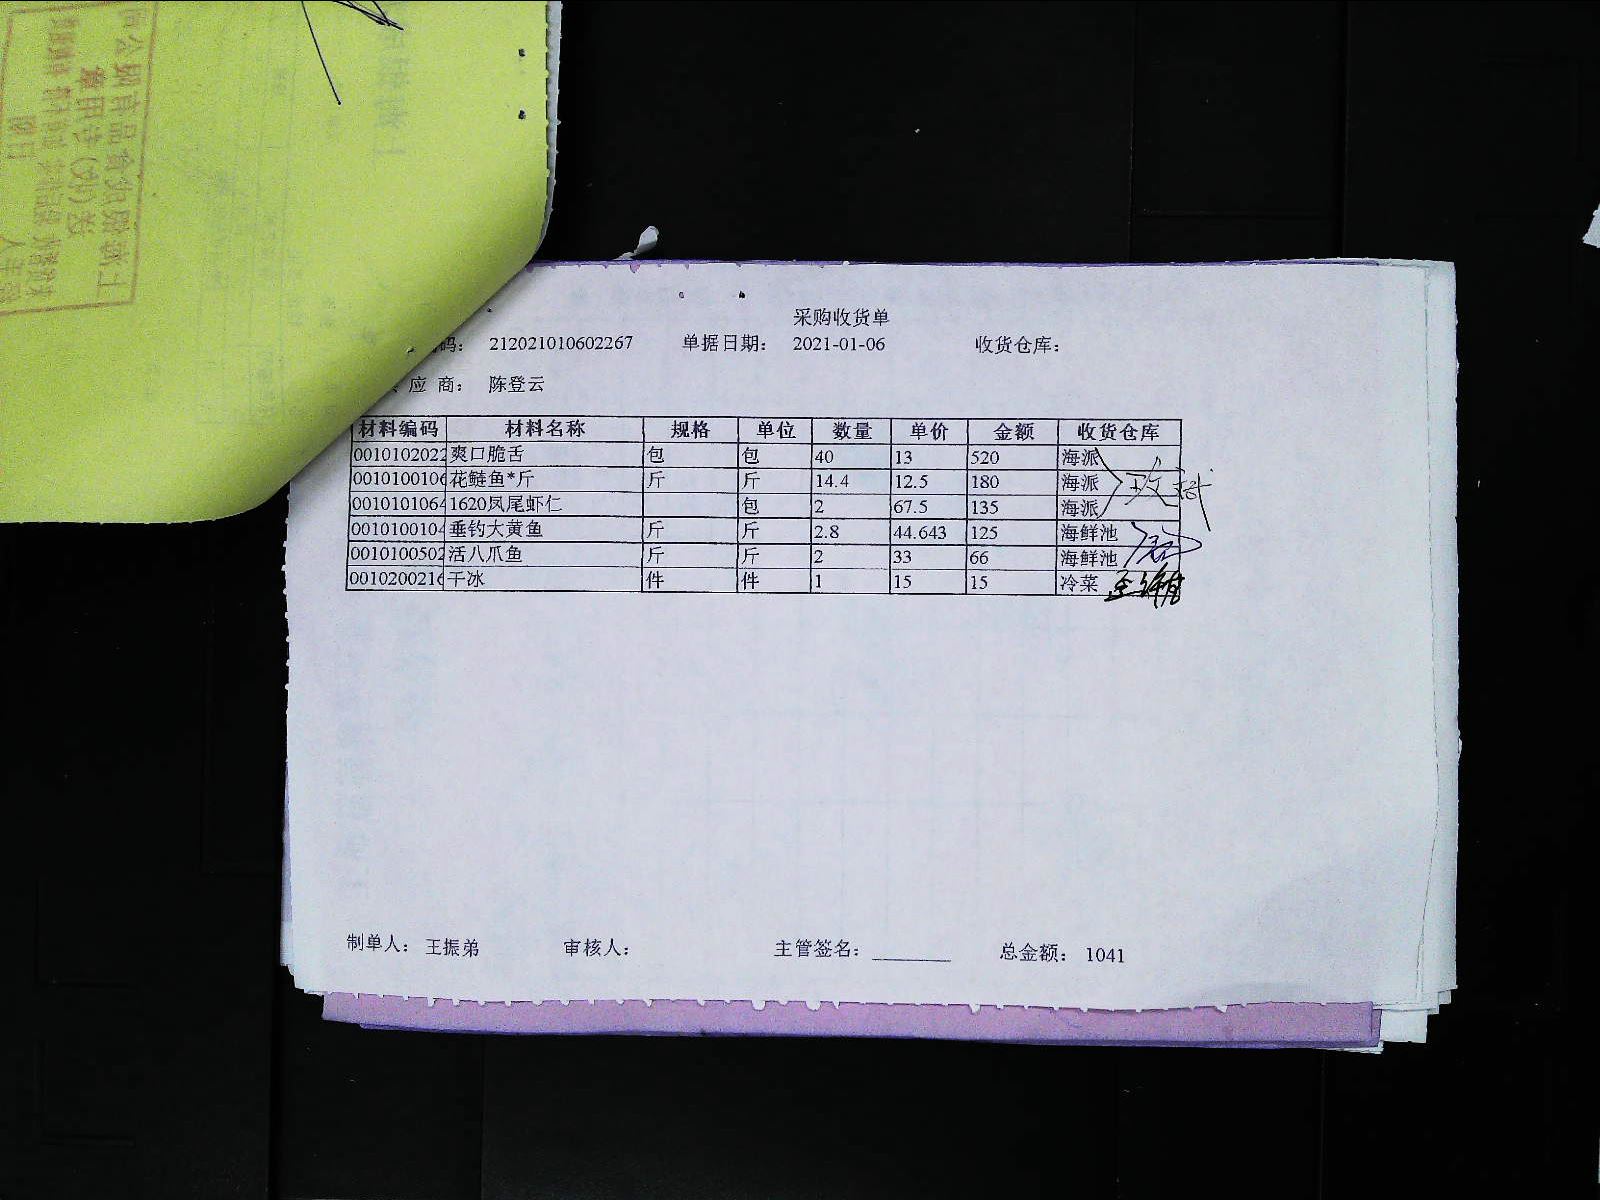 采购收货单
码： 212021010602267 单据日期： 2021-01-06 收货仓库：
应 商： 陈登云
材料编码 材料名称 规格 单位 数量 单价 金额 收货仓库
0010102022 爽口脆舌 包 包 40 13 520 海派
0010100106 花鲢鱼*斤 斤 斤 14.4 12.5 180 海派
0010101064 1620凤尾虾仁 包 2 67.5 135 海派
0010100104 垂钓大黄鱼 斤 斤 2.8 44.643 125 海鲜池
0010100502 活八爪鱼 斤 斤 2 33 66 海鲜池
0010200216 干冰 件 件 1 15 15 冷菜
制单人： 王振弟 审核人： 主管签名： 总金额： 1041